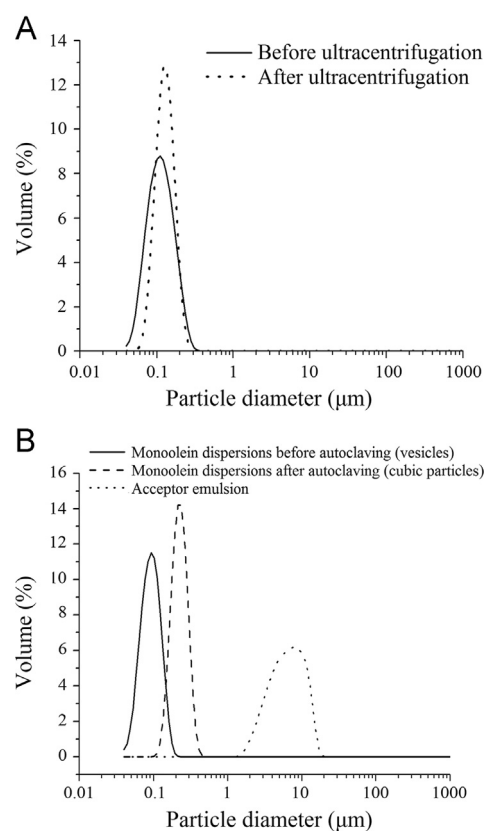 A
14
12
10
8
6
4
2
0
Volume (%)
Before ultracentrifugation
After ultracentrifugation
0.01 0.1 1 10 100 1000
Particle diameter (μm)
B
Monoolein dispersions before autoclaving (vesicles)
Monoolein dispersions after autoclaving (cubic particles)
Acceptor emulsion
16
14
12
10
8
6
4
2
0
Volume (%)
0.01 0.1 1 10 100 1000
Particle diameter (μm)